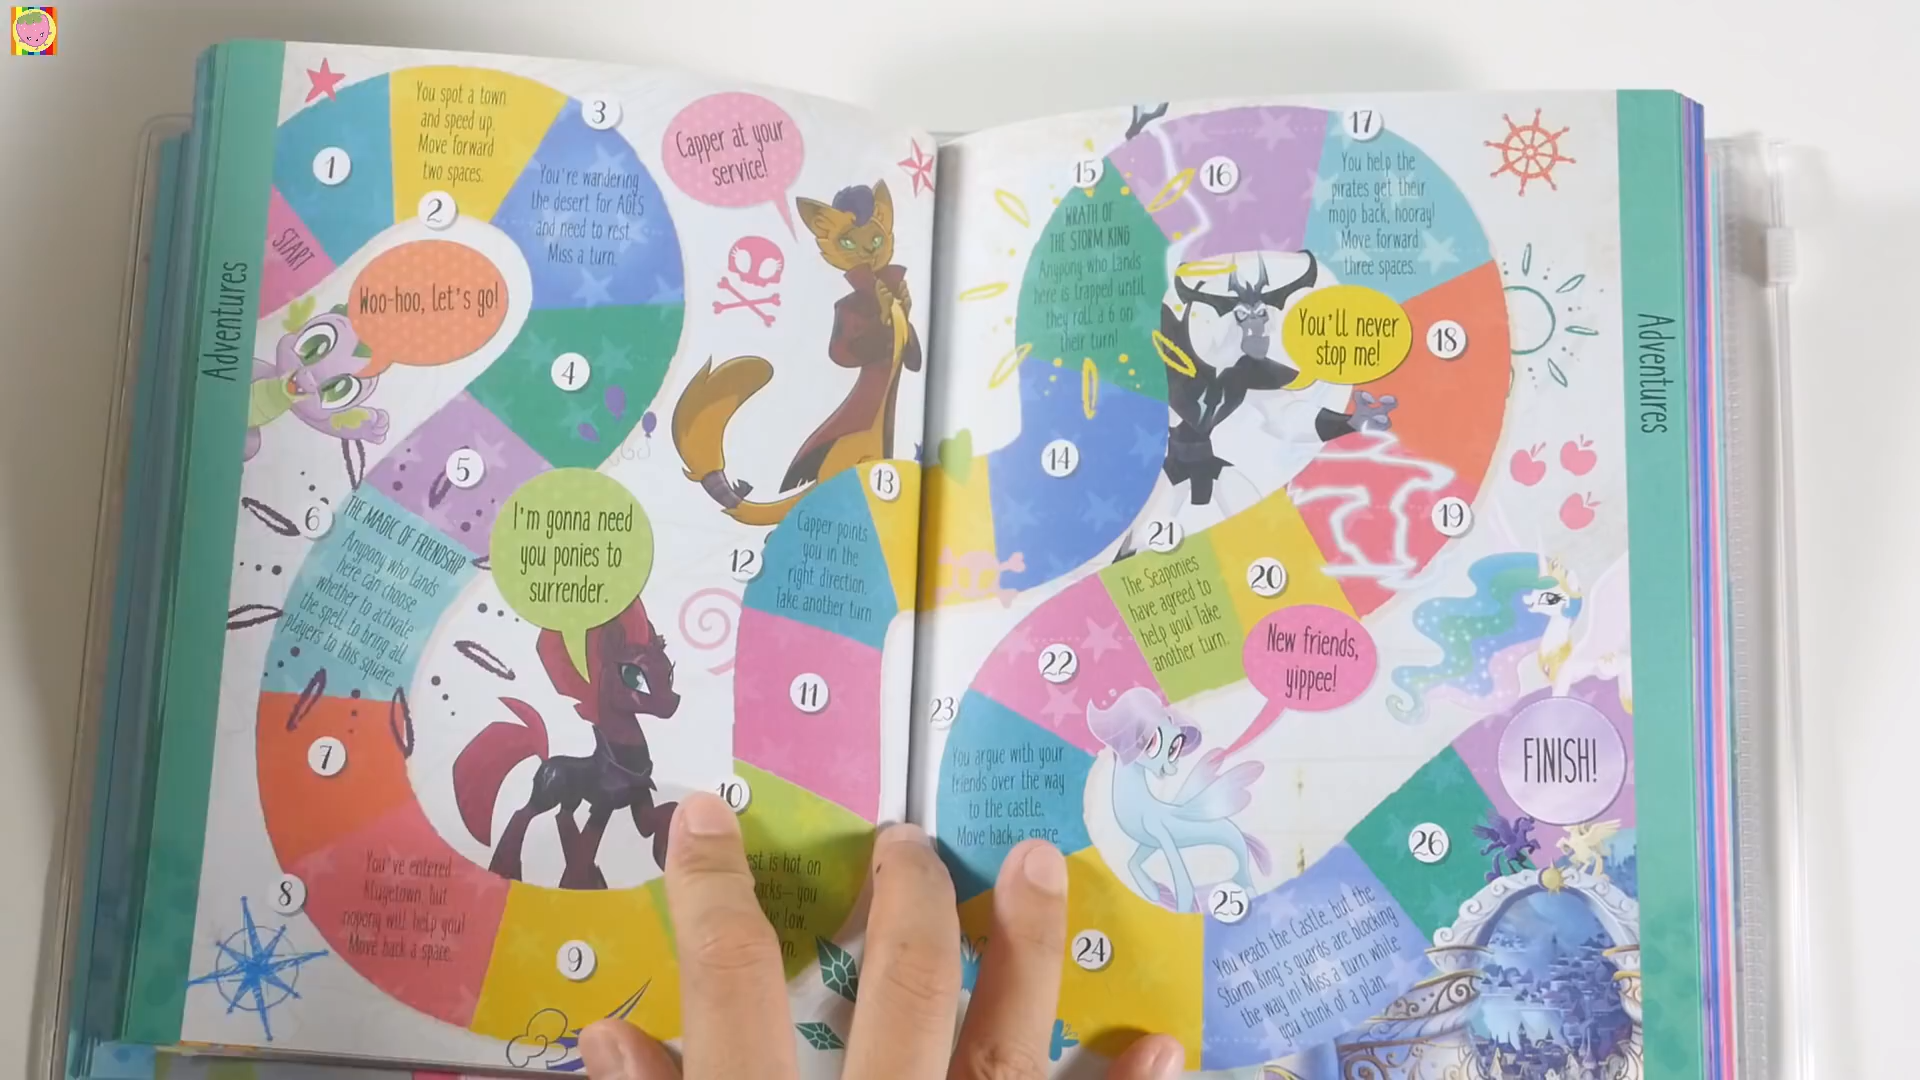 Adventures
START
1
You spot a town
and speed up.
Move forward
two spaces.
2
3
You're wandering
the desert for AGES
and need to rest.
Miss a turn.
Woo-hoo, let's go!
4
5
6
THE MAGIC OF FRIENDSHIP
Anypony who lands
here can choose
whether to activate
the spell to bring all
players to this square.
7
8
You've entered
Klugetown, but
nopony will help you!
Move back a space.
9
I'm gonna need
you ponies to
surrender.
Capper at your
service!
10
is hot on
low.
11
12
Capper points
you in the
right direction.
Take another turn
13
14
15
WRATH OF
THE STORM KING
Anypony who lands
here is trapped until
they roll a 6 on
their turn!
16
17
You help the
pirates get their
mojo back, hooray!
Move forward
three spaces.
You'll never
stop me!
18
19
20
21
The Seaponies
have agreed to
help you! Take
another turn.
New friends,
yippee!
22
23
You argue with your
friends over the way
to the castle.
Move back a space.
24
25
You reach the Castle, but the
Storm King's guards are blocking
the way in! Miss a turn while
you think of a plan.
26
FINISH!
Adventures